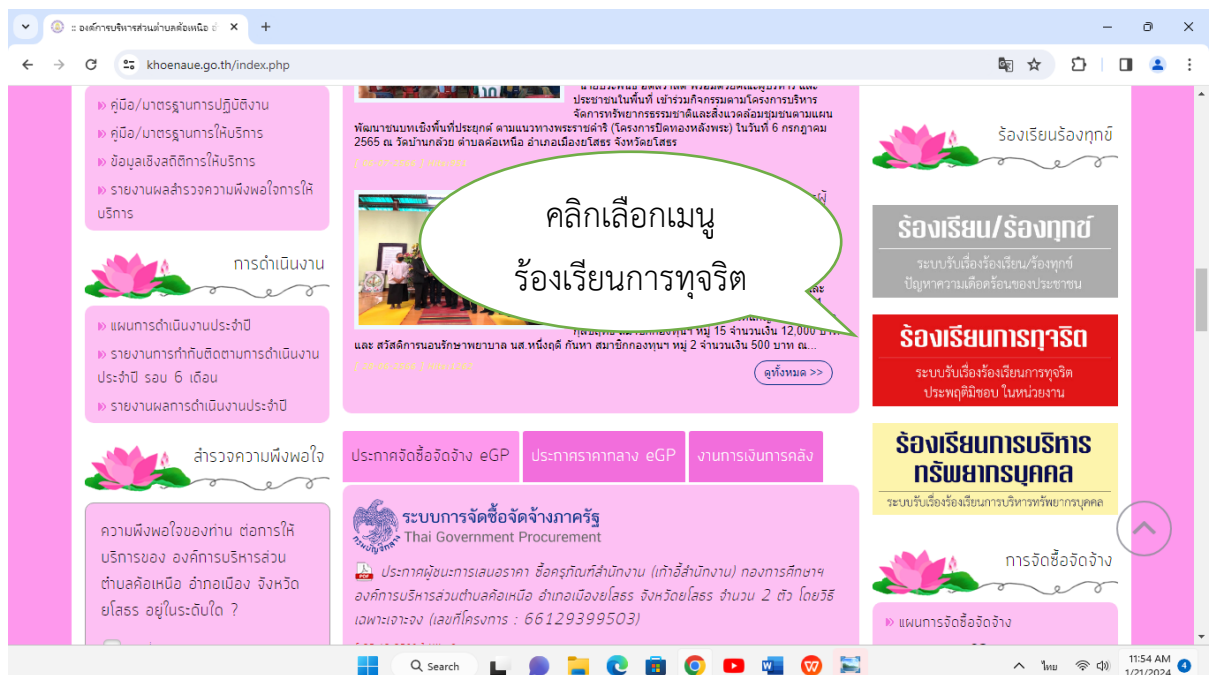 :: องค์การบริหารส่วนตำบลค้อเหนือ
khoenaue.go.th/index.php
คู่มือ/มาตรฐานการปฏิบัติงาน
คู่มือ/มาตรฐานการให้บริการ
ข้อมูลเชิงสถิติการให้บริการ
รายงานผลสำรวจความพึงพอใจการให้
บริการ
การดำเนินงาน
แผนการดำเนินงานประจำปี
รายงานการกำกับติดตามการดำเนินงาน
ประจำปี รอบ 6 เดือน
รายงานผลการดำเนินงานประจำปี
สำรวจความพึงพอใจ
ความพึงพอใจของท่าน ต่อการให้
บริการของ องค์การบริหารส่วน
ตำบลค้อเหนือ อำเภอเมือง จังหวัด
ยโสธร อยู่ในระดับใด ?
ประชาชนในพื้นที่ เข้าร่วมกิจกรรมตามโครงการบริหาร
จัดการทรัพยากรธรรมชาติและสิ่งแวดล้อมชุมชนตามแผน
พัฒนาชนบทเชิงพื้นที่ประยุกต์ ตามแนวทางพระราชดำริ (โครงการปิดทองหลังพระ) ในวันที่ 6 กรกฎาคม
2565 ณ วัดบ้านกล้วย ตำบลค้อเหนือ อำเภอเมืองยโสธร จังหวัดยโสธร
คลิกเลือกเมนู
ร้องเรียนการทุจริต
หมู่ 15 จำนวนเงิน 12,000 บาท
และ สวัสดิการนอนรักษาพยาบาล นส.หนึ่งฤดี กันหา สมาชิกกองทุนฯ หมู่ 2 จำนวนเงิน 500 บาท ณ...
ดูทั้งหมด >>
ประกาศจัดซื้อจัดจ้าง eGP
ประกาศราคากลาง eGP
งานการเงินการคลัง
ระบบการจัดซื้อจัดจ้างภาครัฐ
Thai Government Procurement
ประกาศผู้ชนะการเสนอราคา ซื้อครุภัณฑ์สำนักงาน (เก้าอี้สำนักงาน) กองการศึกษาฯ
องค์การบริหารส่วนตำบลค้อเหนือ อำเภอเมืองยโสธร จังหวัดยโสธร จำนวน 2 ตัว โดยวิธี
เฉพาะเจาะจง (เลขที่โครงการ : 66129399503)
ร้องเรียนร้องทุกข์
ร้องเรียน/ร้องทุกข์
ระบบรับเรื่องร้องเรียน/ร้องทุกข์
ปัญหาความเดือดร้อนของประชาชน
ร้องเรียนการทุจริต
ระบบรับเรื่องร้องเรียนการทุจริต
ประพฤติมิชอบ ในหน่วยงาน
ร้องเรียนการบริหาร
ทรัพยากรบุคคล
ระบบรับเรื่องร้องเรียนการบริหารทรัพยากรบุคคล
การจัดซื้อจัดจ้าง
แผนการจัดซื้อจัดจ้าง
Search
ไทย
11:54 AM
1/21/2024
4